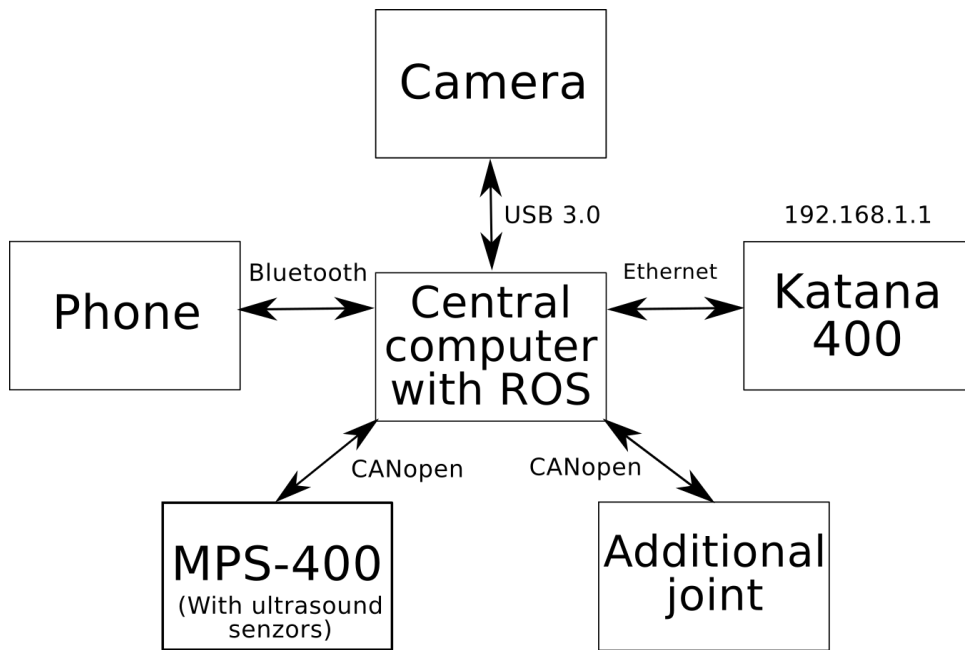 Camera
USB 3.0
192.168.1.1
Bluetooth
Ethernet
Phone
Central
computer
with ROS
Katana
400
CANopen
CANopen
MPS-400
(With ultrasound
senzors)
Additional
joint